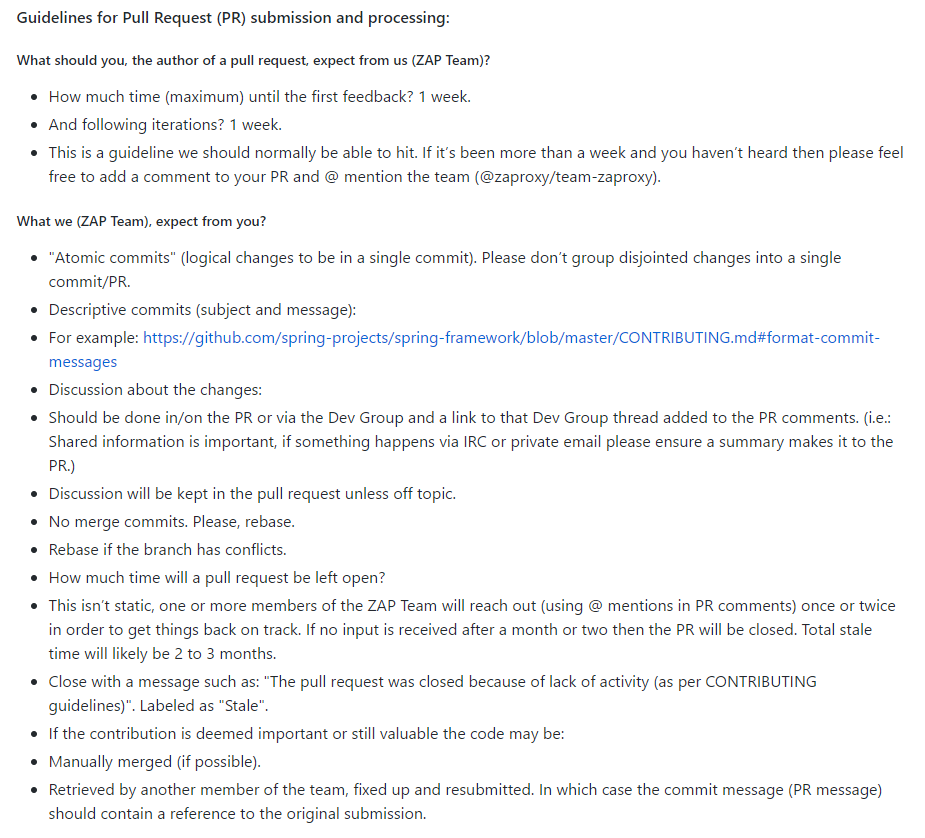 Guidelines for Pull Request (PR) submission and processing:
What should you, the author of a pull request, expect from us (ZAP Team)?
• How much time (maximum) until the first feedback? 1 week.
• And following iterations? 1 week.
• This is a guideline we should normally be able to hit. If it’s been more than a week and you haven’t heard then please feel
free to add a comment to your PR and @ mention the team (@zaproxy/team-zaproxy).
What we (ZAP Team), expect from you?
• "Atomic commits" (logical changes to be in a single commit). Please don’t group disjointed changes into a single
commit/PR.
• Descriptive commits (subject and message):
• For example: https://github.com/spring-projects/spring-framework/blob/master/CONTRIBUTING.md#format-commit-
messages
• Discussion about the changes:
• Should be done in/on the PR or via the Dev Group and a link to that Dev Group thread added to the PR comments. (i.e.:
Shared information is important, if something happens via IRC or private email please ensure a summary makes it to the
PR.)
• Discussion will be kept in the pull request unless off topic.
• No merge commits. Please, rebase.
• Rebase if the branch has conflicts.
• How much time will a pull request be left open?
• This isn’t static, one or more members of the ZAP Team will reach out (using @ mentions in PR comments) once or twice
in order to get things back on track. If no input is received after a month or two then the PR will be closed. Total stale
time will likely be 2 to 3 months.
• Close with a message such as: "The pull request was closed because of lack of activity (as per CONTRIBUTING
guidelines)". Labeled as "Stale".
• If the contribution is deemed important or still valuable the code may be:
• Manually merged (if possible).
• Retrieved by another member of the team, fixed up and resubmitted. In which case the commit message (PR message)
should contain a reference to the original submission.